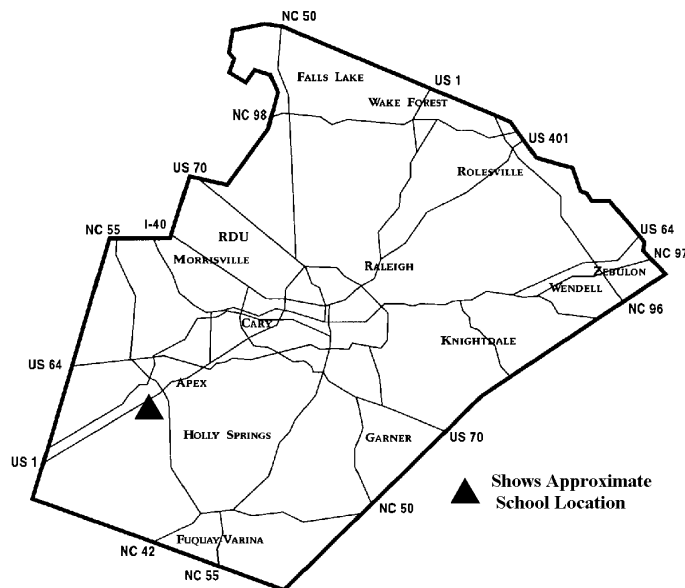 NC 50
FALLS LAKE
US 1
WAKE FOREST
NC 98
US 401
US 70
ROLESVILLE
NC 55
I-40
RDU
US 64
MORRISVILLE
NC 97
RALEIGH
ZEBULON
WENDELL
NC 96
CARY
KNIGHTDALE
US 64
APEX
HOLLY SPRINGS
GARNER
US 70
US 1
Shows Approximate
School Location
NC 50
FUQUAY-VARINA
NC 42
NC 55